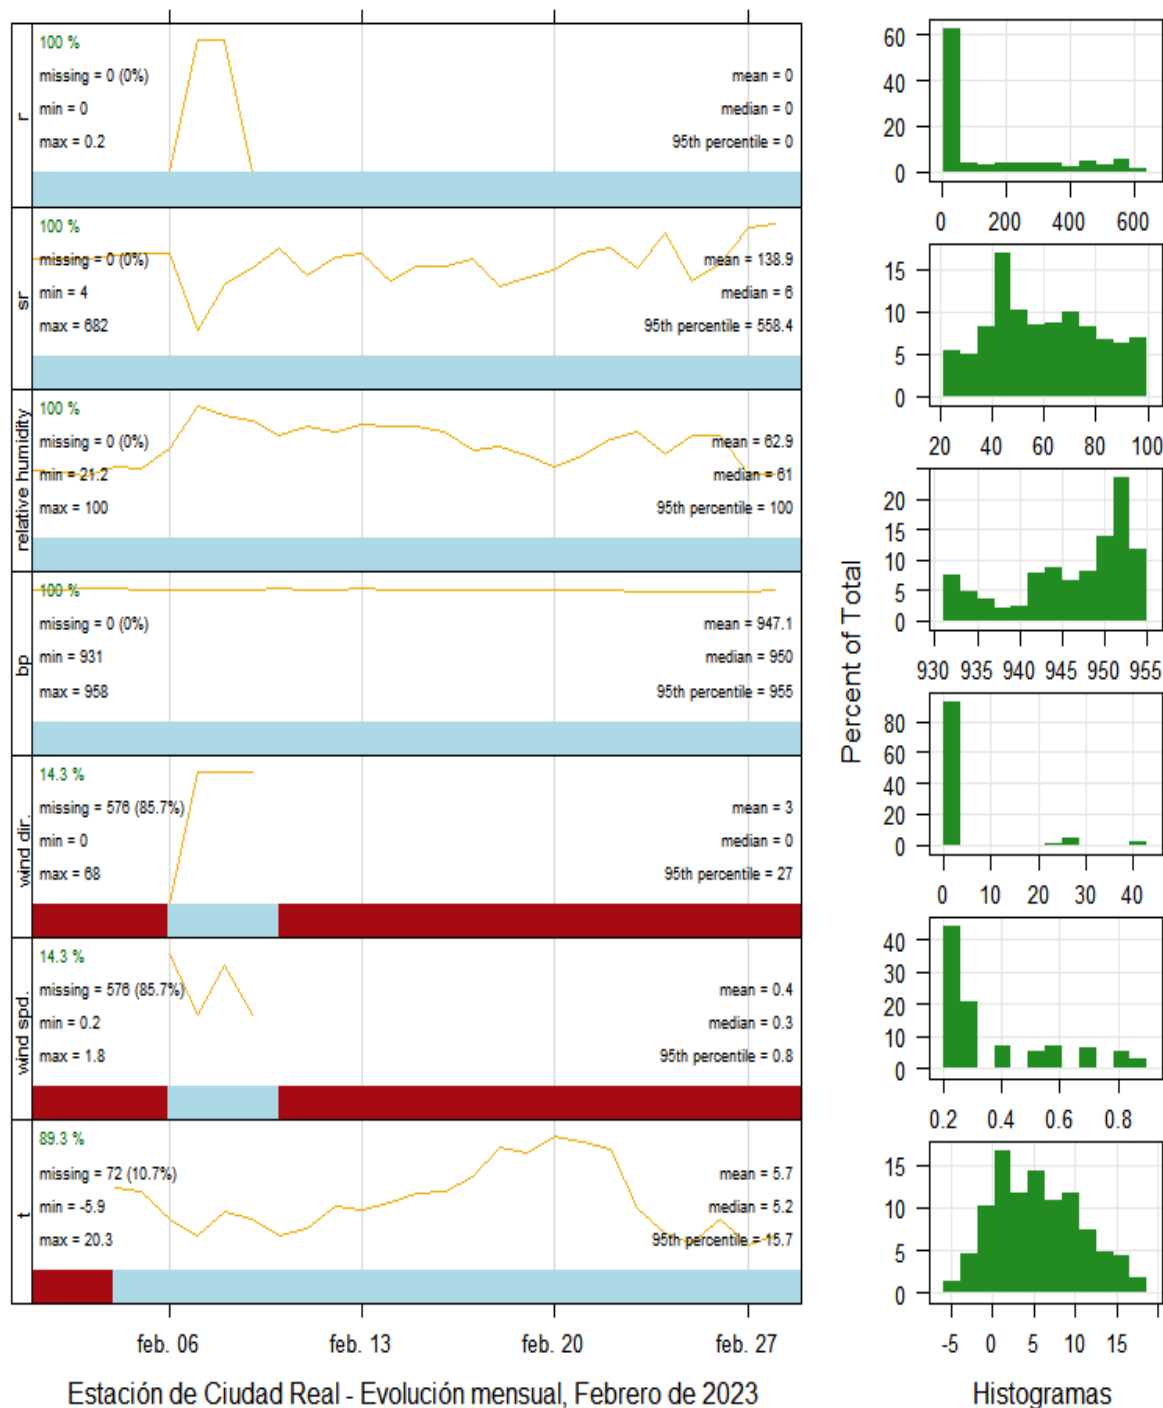 r
100 %
missing = 0 (0%)
min = 0
max = 0.2
mean = 0
median = 0
95th percentile = 0
sr
100 %
missing = 0 (0%)
min = 4
max = 682
mean = 138.9
median = 6
95th percentile = 558.4
relative humidity
100 %
missing = 0 (0%)
min = 21.2
max = 100
mean = 62.9
median = 61
95th percentile = 100
bp
100 %
missing = 0 (0%)
min = 931
max = 958
mean = 947.1
median = 950
95th percentile = 955
wind dir.
14.3 %
missing = 576 (85.7%)
min = 0
max = 68
mean = 3
median = 0
95th percentile = 27
wind spd.
14.3 %
missing = 576 (85.7%)
min = 0.2
max = 1.8
mean = 0.4
median = 0.3
95th percentile = 0.8
t
89.3 %
missing = 72 (10.7%)
min = -5.9
max = 20.3
mean = 5.7
median = 5.2
95th percentile = 15.7
feb. 06 feb. 13 feb. 20 feb. 27
Estación de Ciudad Real - Evolución mensual, Febrero de 2023
Percent of Total
60
40
20
0
0 200 400 600
15
10
5
0
20 40 60 80 100
20
15
10
5
0
930 935 940 945 950 955
80
60
40
20
0
0 10 20 30 40
40
30
20
10
0
0.2 0.4 0.6 0.8
15
10
5
0
-5 0 5 10 15
Histogramas